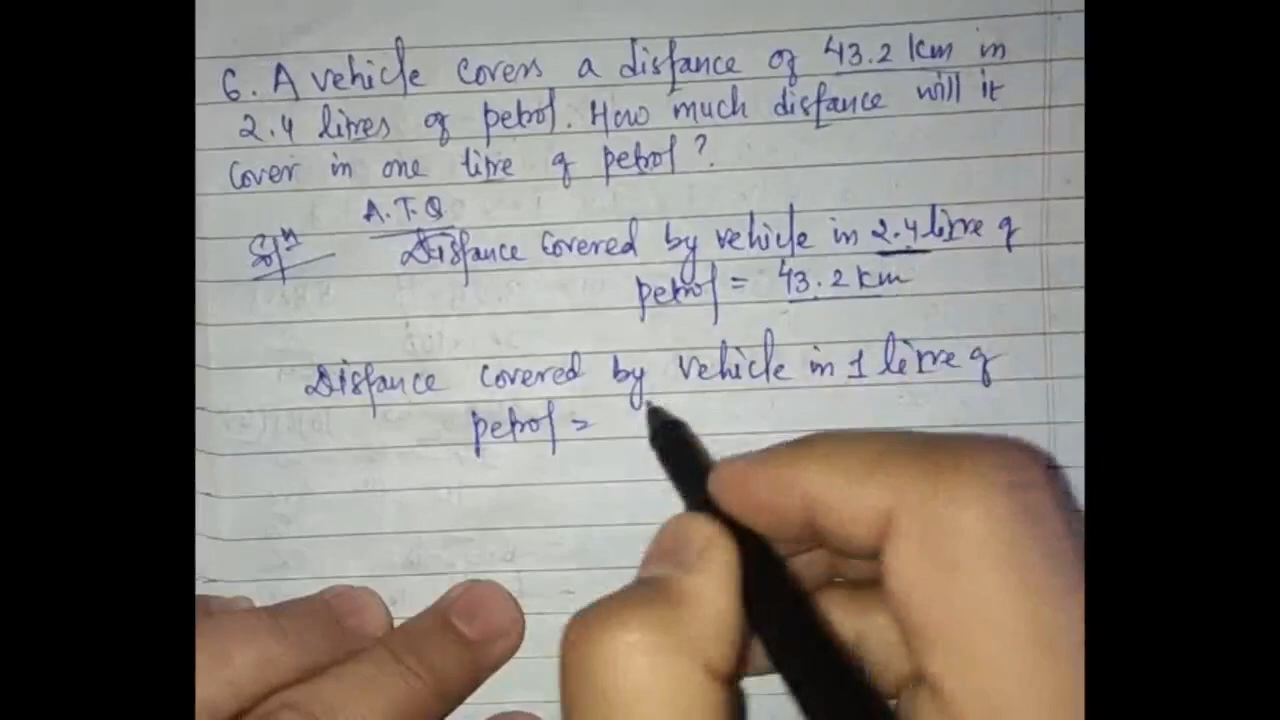 6. A vehicle covers a distance of 43.2 km in
2.4 litres of petrol. How much distance will it
cover in one litre of petrol?
A.T.Q.
Solⁿ
Distance covered by vehicle in 2.4 litre of
petrol = 43.2 km
Distance covered by vehicle in 1 litre of
petrol =